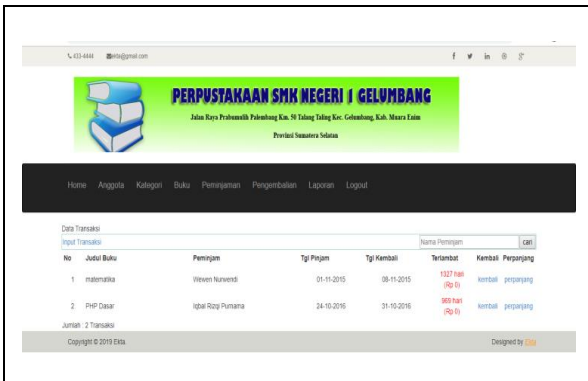 433-4444 ekta@gmail.com
PERPUSTAKAAN SMK NEGERI 1 GELUMBANG
Jalan Raya Prabumulih Palembang Km. 50 Talang Taling Kec. Gelumbang, Kab. Muara Enim
Provinsi Sumatera Selatan
Home Anggota Kategori Buku Peminjaman Pengembalian Laporan Logout
Data Transaksi
Input Transaksi Nama Peminjam cari
No Judul Buku Peminjam Tgl Pinjam Tgl Kembali Terlambat Kembali Perpanjang
1 matematika Wewen Nurwendi 01-11-2015 08-11-2015 1327 hari (Rp 0) kembali perpanjang
2 PHP Dasar Iqbal Rizqi Purnama 24-10-2016 31-10-2016 969 hari (Rp 0) kembali perpanjang
Jumlah 2 Transaksi
Copyright © 2019 Ekta. Designed by Ekta